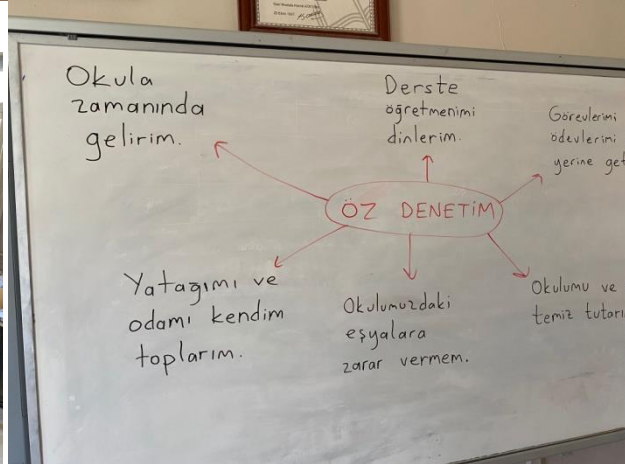 Okula
zamanında
gelirim.
Derste
öğretmenimi
dinlerim.
Görevlerimi
ödevlerimi
yerine
ÖZ DENETİM
Yatağımı ve
odamı kendim
toplarım.
Okulumuzdaki
eşyalara
zarar vermem.
Okulumu ve
temiz